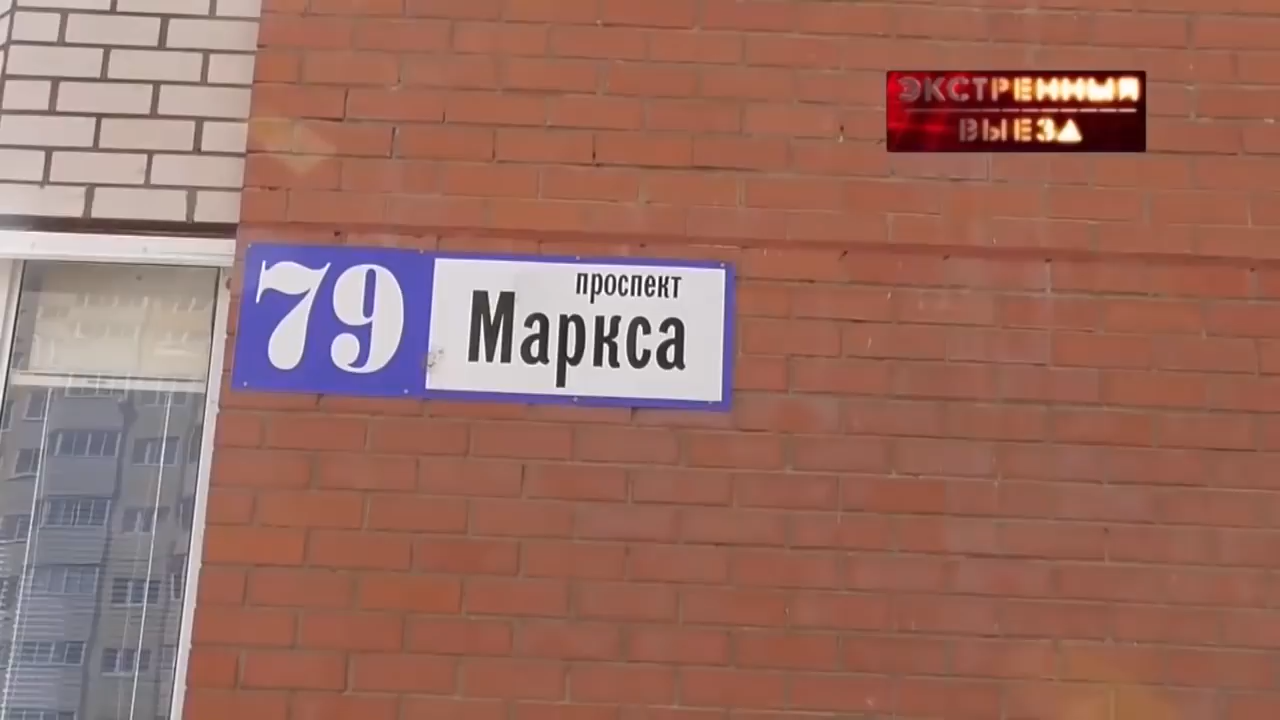 ЭКСТРЕННЫЙ
ВЫЕЗД
79
проспект
Маркса